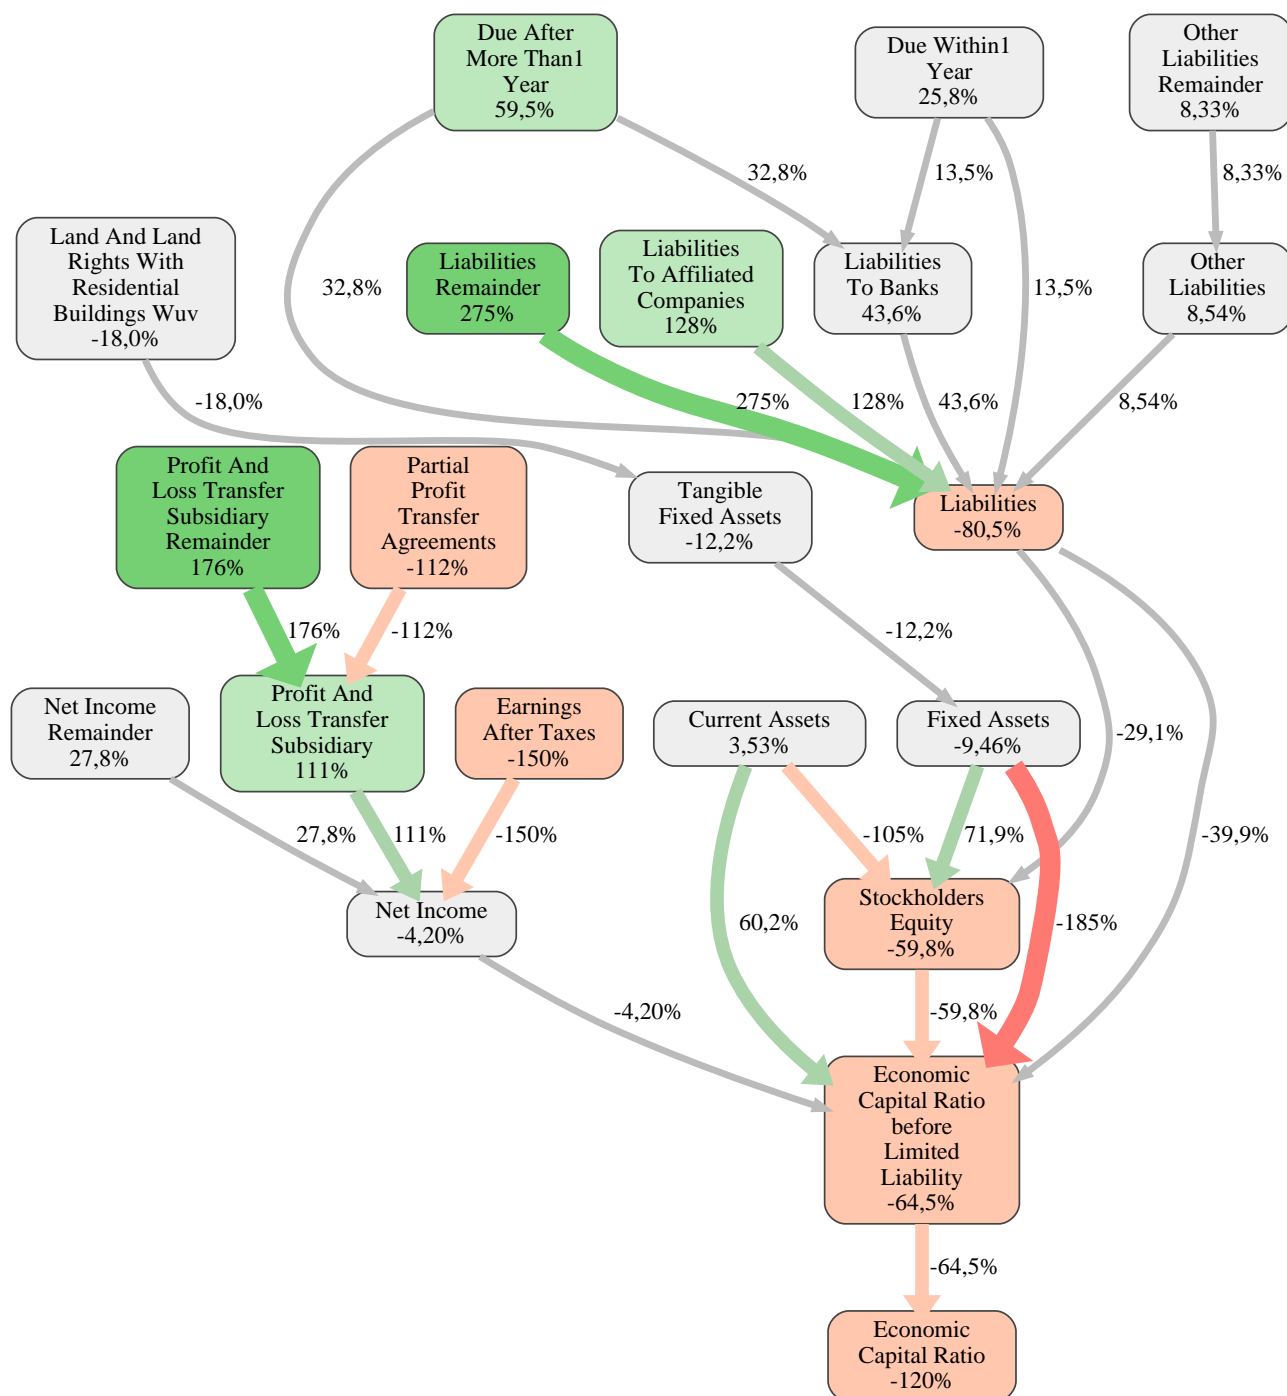 Due After
More Than1
Year
59,5%
Due Within1
Year
25,8%
Other
Liabilities
Remainder
8,33%
32,8%
13,5%
8,33%
Land And Land
Rights With
Residential
Buildings Wuv
-18,0%
32,8%
Liabilities
Remainder
275%
Liabilities
To Affiliated
Companies
128%
Liabilities
To Banks
43,6%
13,5%
Other
Liabilities
8,54%
-18,0%
275%
128%
43,6%
8,54%
Profit And
Loss Transfer
Subsidiary
Remainder
176%
Partial
Profit
Transfer
Agreements
-112%
Tangible
Fixed Assets
-12,2%
Liabilities
-80,5%
176%
-112%
-12,2%
Net Income
Remainder
27,8%
Profit And
Loss Transfer
Subsidiary
111%
Earnings
After Taxes
-150%
Current Assets
3,53%
Fixed Assets
-9,46%
-29,1%
27,8%
111%
-150%
-105%
71,9%
-39,9%
Net Income
-4,20%
60,2%
Stockholders
Equity
-59,8%
-185%
-4,20%
-59,8%
Economic
Capital Ratio
before
Limited
Liability
-64,5%
-64,5%
Economic
Capital Ratio
-120%